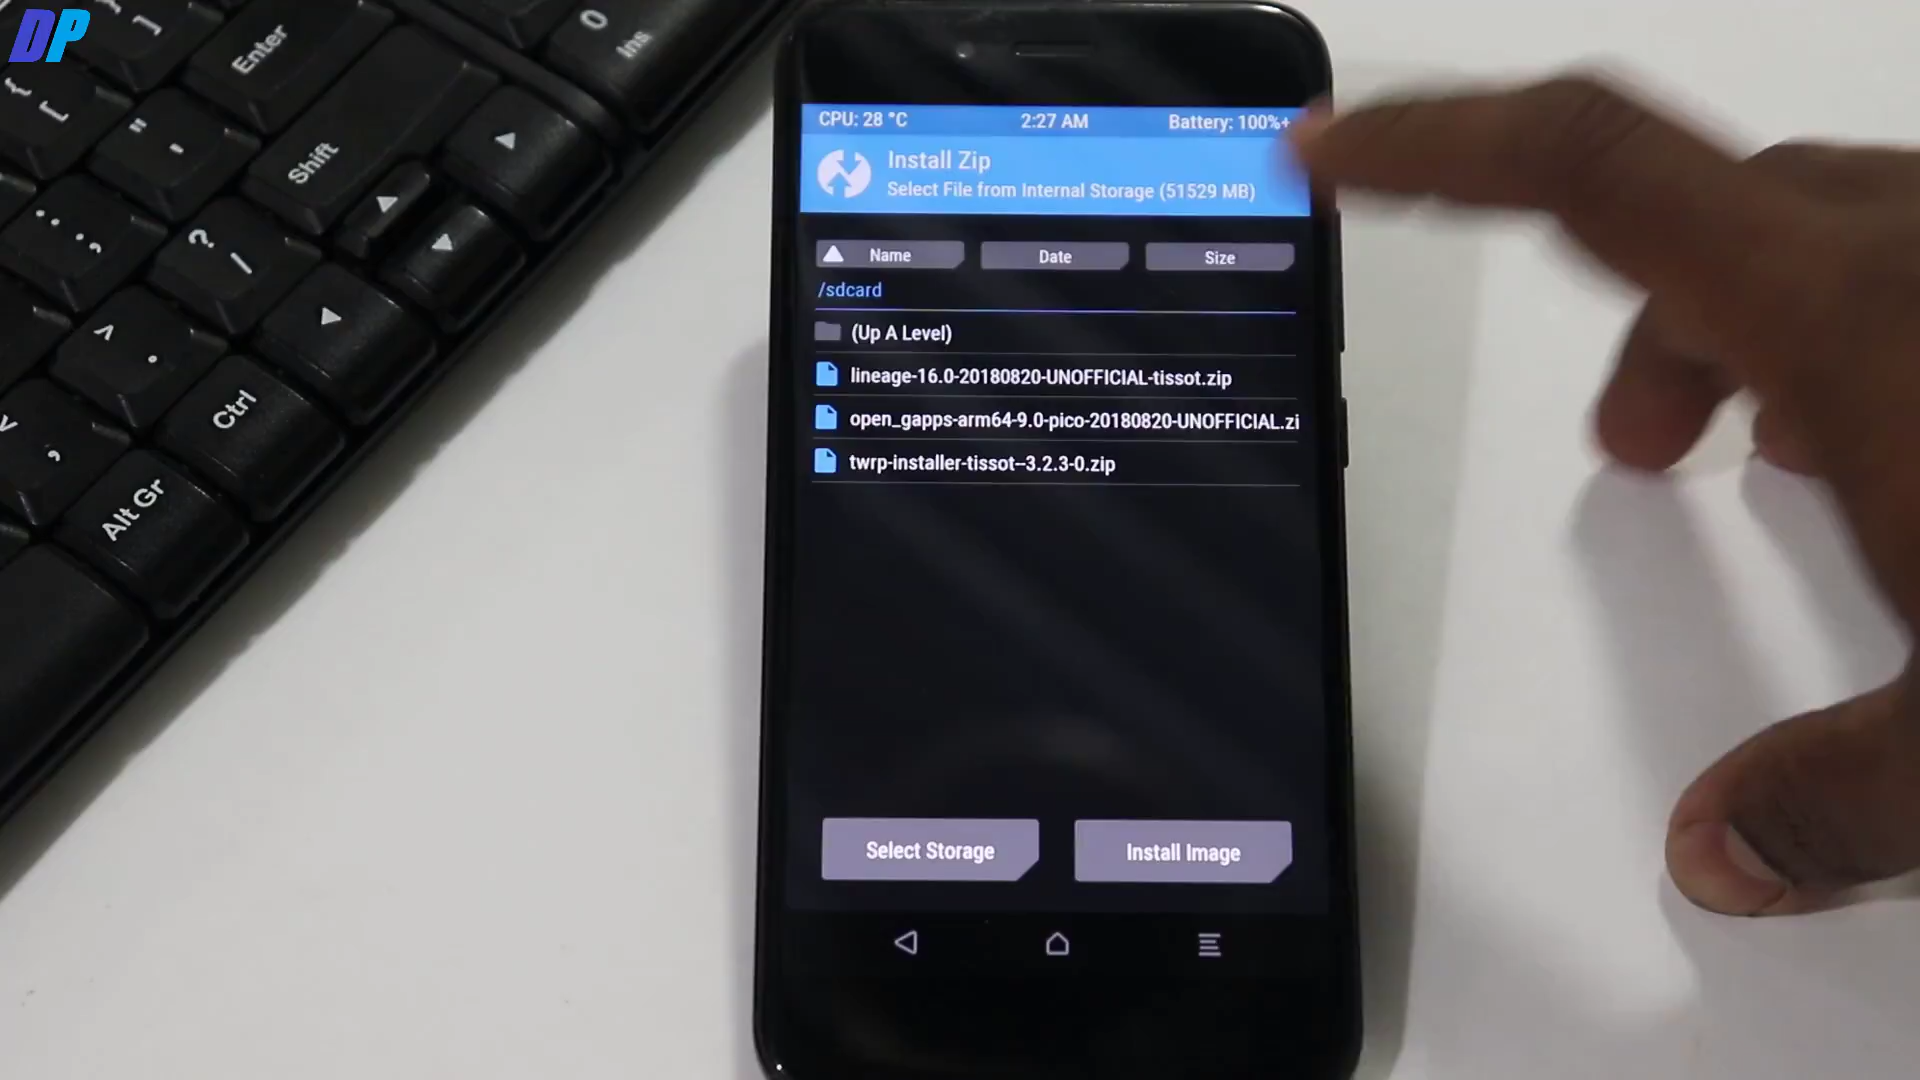 DP
]
Enter
0
Ins
{
[
"
'
Shift
:
;
?
/
^
.
Ctrl
,
Alt Gr
CPU: 28 °C
2:27 AM
Battery: 100%+
Install Zip
Select File from Internal Storage (51529 MB)
Name
Date
Size
/sdcard
(Up A Level)
lineage-16.0-20180820-UNOFFICIAL-tissot.zip
open_gapps-arm64-9.0-pico-20180820-UNOFFICIAL.zi
twrp-installer-tissot--3.2.3-0.zip
Select Storage
Install Image